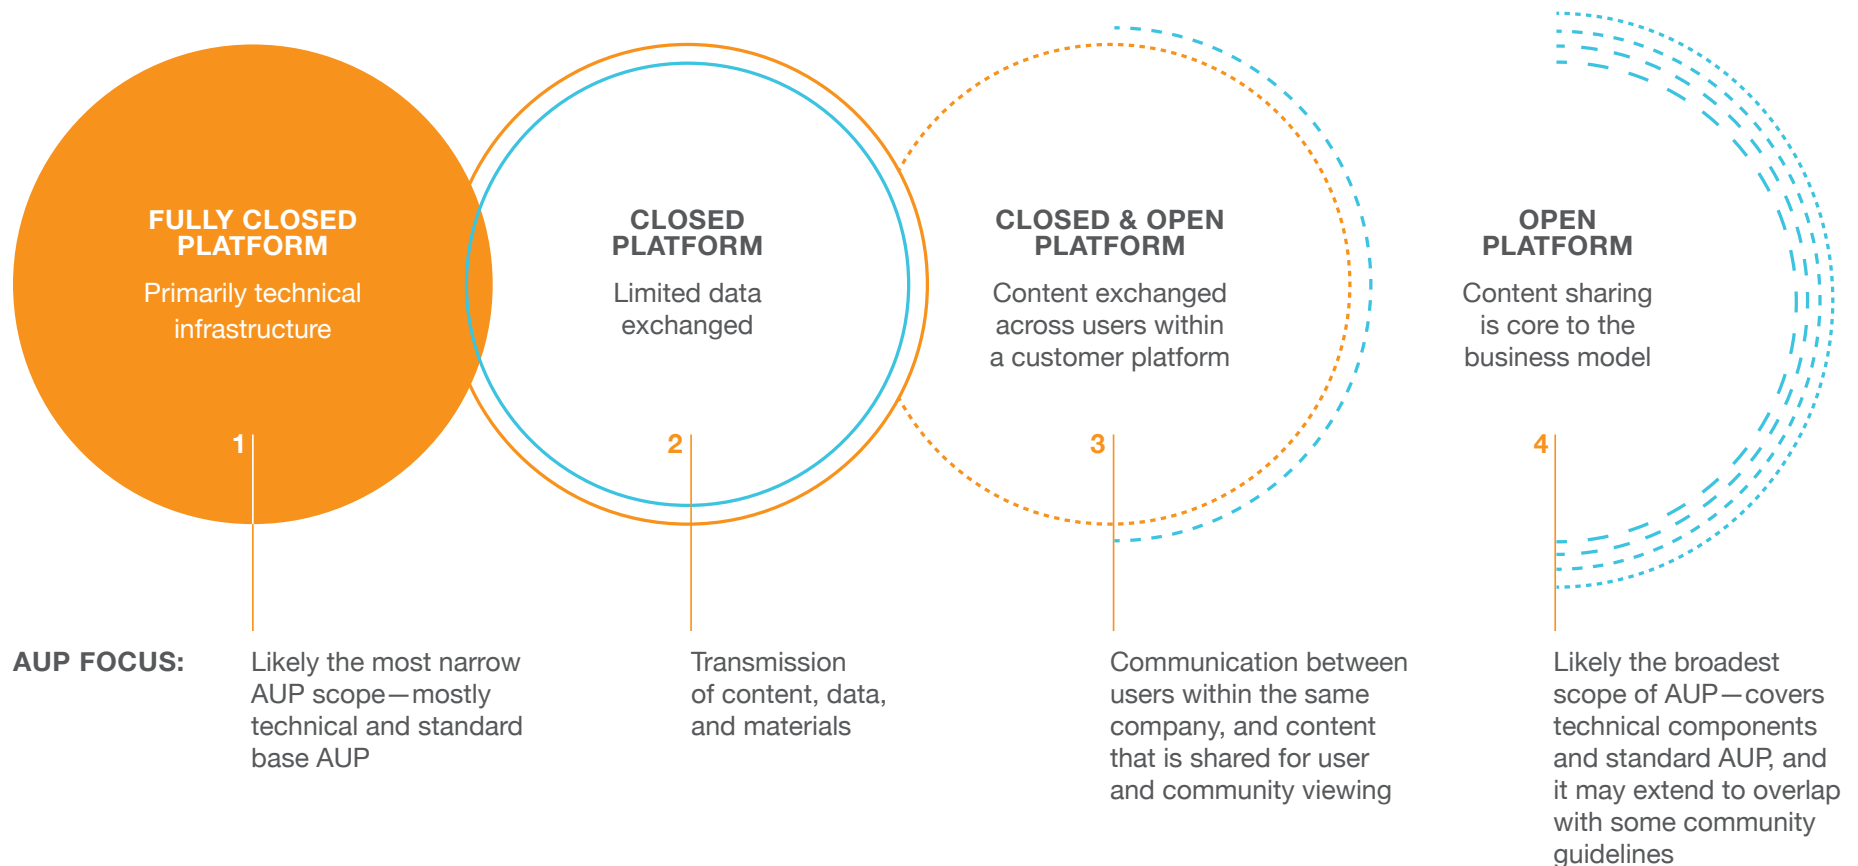 FULLY CLOSED
PLATFORM
Primarily technical
infrastructure
1
CLOSED
PLATFORM
Limited data
exchanged
2
CLOSED & OPEN
PLATFORM
Content exchanged
across users within
a customer platform
3
OPEN
PLATFORM
Content sharing
is core to the
business model
4
AUP FOCUS:
Likely the most narrow
AUP scope—mostly
technical and standard
base AUP
Transmission
of content, data,
and materials
Communication between
users within the same
company, and content
that is shared for user
and community viewing
Likely the broadest
scope of AUP—covers
technical components
and standard AUP, and
it may extend to overlap
with some community
guidelines